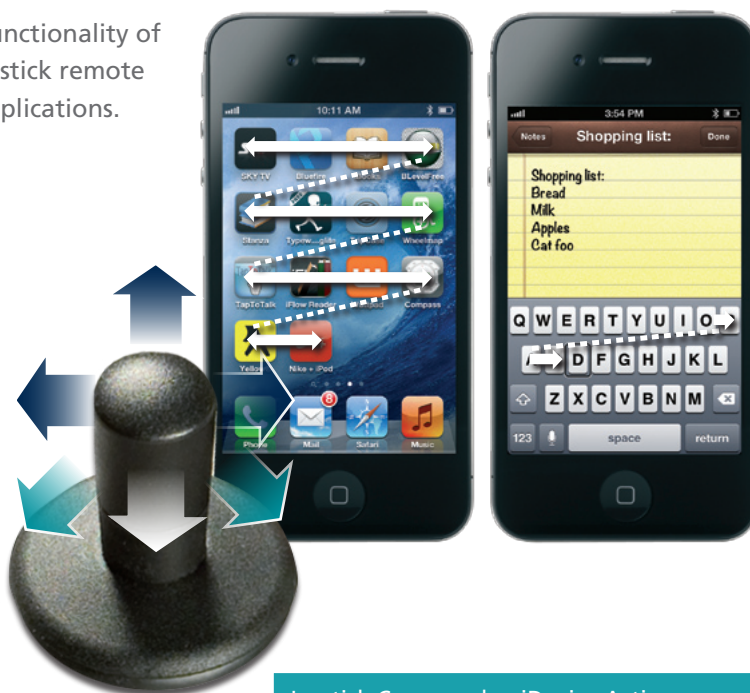 unctionality of
stick remote
plications.
10:11 AM
SKY TV Bluefire BLevelFree
Stanza Wheelmap
TapToTalk iFlow Reader Compass
Yellow Nike + iPod
8
Phone Mail Safari Music
3:54 PM
Notes Shopping list: Done
Shopping list:
Bread
Milk
Apples
Cat foo
Q W E R T Y U I O
D F G H J K L
Z X C V B N M
123 space return